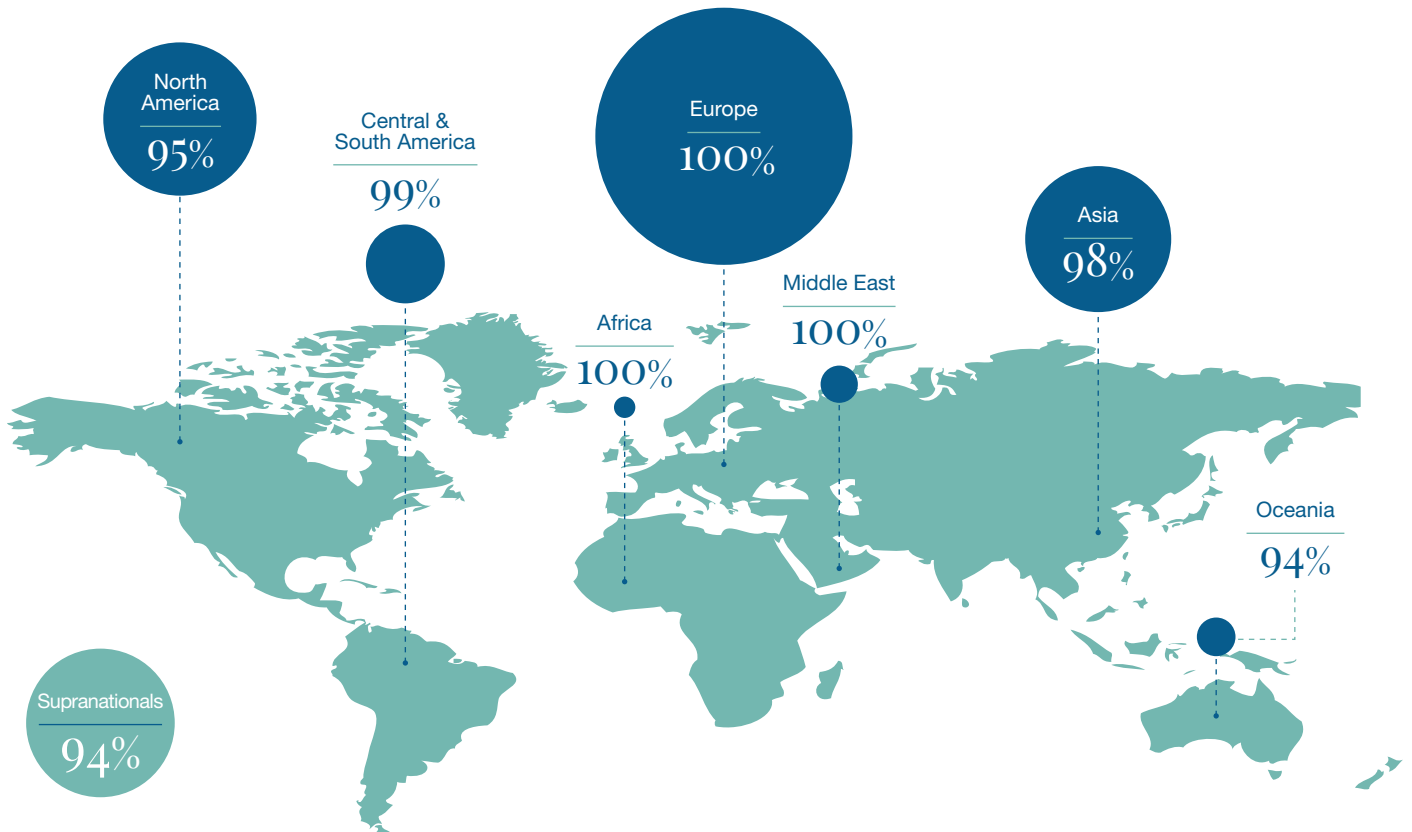 North
America
95%
Central &
South America
99%
Europe
100%
Asia
98%
Middle East
100%
Africa
100%
Oceania
94%
Supranationals
94%